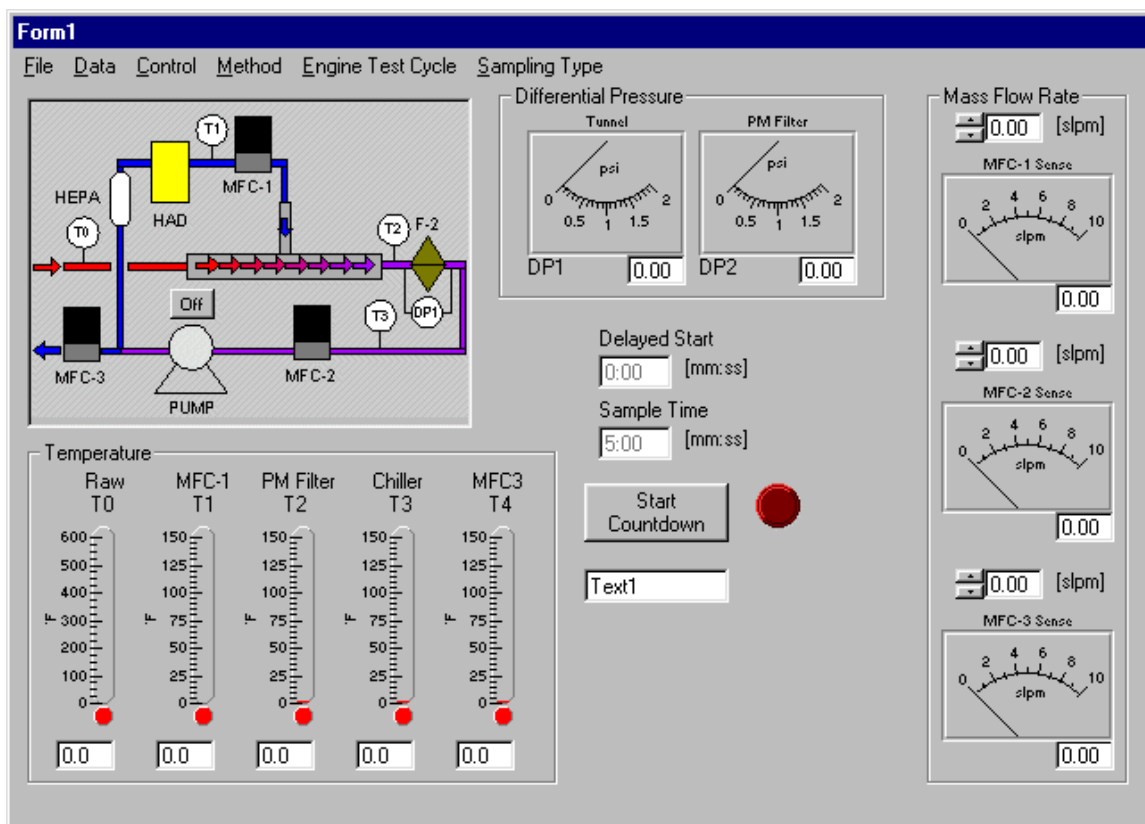 Form1
File Data Control Method Engine Test Cycle Sampling Type
T1
MFC-1
HEPA
HAD
T0
T2 F-2
Off
T3 DP1
MFC-3
MFC-2
PUMP
Differential Pressure
Tunnel PM Filter
psi psi
0 0.5 1 1.5 2 0 0.5 1 1.5 2
DP1 0.00 DP2 0.00
Delayed Start
0:00 [mm:ss]
Sample Time
5:00 [mm:ss]
Start
Countdown
Text1
Temperature
Raw MFC-1 PM Filter Chiller MFC3
T0 T1 T2 T3 T4
600 150 150 150 150
500 125 125 125 125
400 100 100 100 100
°F 300 °F 75 °F 75 °F 75 °F 75
200 50 50 50 50
100 25 25 25 25
0 0 0 0 0
0.0 0.0 0.0 0.0 0.0
Mass Flow Rate
0.00 [slpm]
MFC-1 Sense
0 2 4 6 8 10
slpm
0.00
0.00 [slpm]
MFC-2 Sense
0 2 4 6 8 10
slpm
0.00
0.00 [slpm]
MFC-3 Sense
0 2 4 6 8 10
slpm
0.00